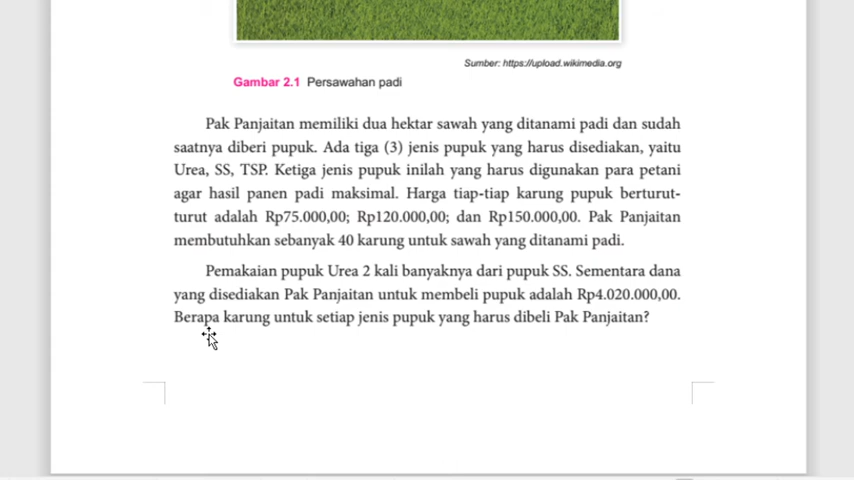 Sumber: https://upload.wikimedia.org
Gambar 2.1 Persawahan padi
Pak Panjaitan memiliki dua hektar sawah yang ditanami padi dan sudah
saatnya diberi pupuk. Ada tiga (3) jenis pupuk yang harus disediakan, yaitu
Urea, SS, TSP. Ketiga jenis pupuk inilah yang harus digunakan para petani
agar hasil panen padi maksimal. Harga tiap-tiap karung pupuk berturut-
turut adalah Rp75.000,00; Rp120.000,00; dan Rp150.000,00. Pak Panjaitan
membutuhkan sebanyak 40 karung untuk sawah yang ditanami padi.
Pemakaian pupuk Urea 2 kali banyaknya dari pupuk SS. Sementara dana
yang disediakan Pak Panjaitan untuk membeli pupuk adalah Rp4.020.000,00.
Berapa karung untuk setiap jenis pupuk yang harus dibeli Pak Panjaitan?